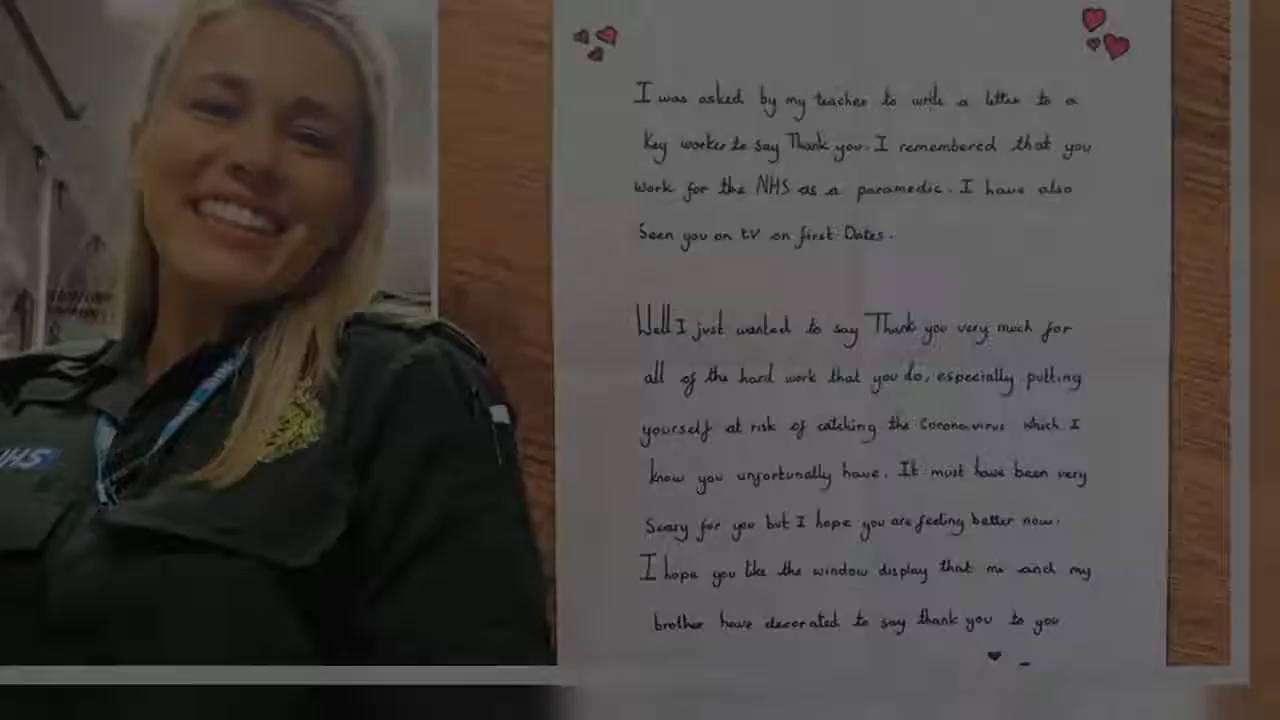 NHS
I was asked by my teacher to write a letter to a
Key worker to say Thank you. I remembered that you
work for the NHS as a paramedic. I have also
Seen you on tv on first Dates.
Well I just wanted to say Thank you very much for
all of the hard work that you do, especially putting
yourself at risk of catching the Coronavirus which I
know you unfortunally have. It must have been very
Scary for you but I hope you are feeling better now.
I hope you like the window display that me and my
brother have decorated to say thank you to you